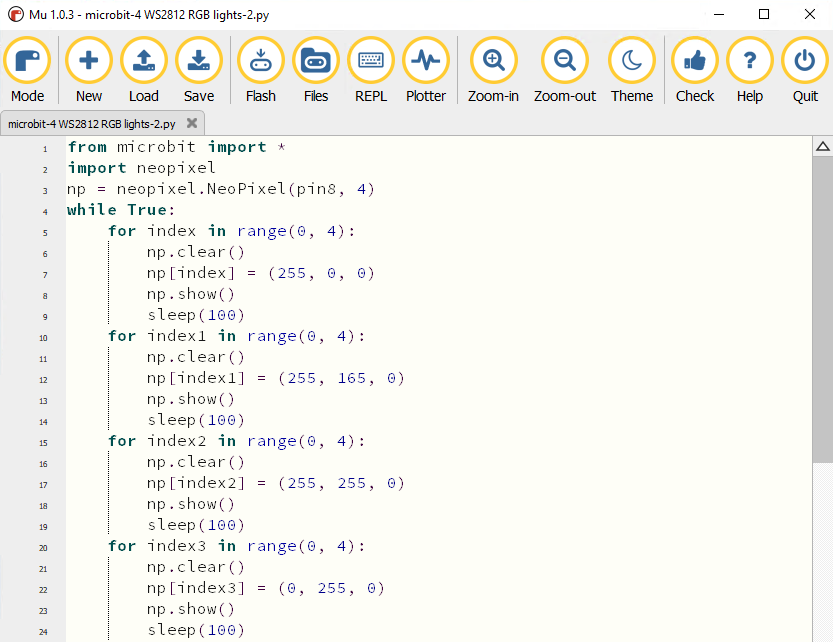 Mu 1.0.3 - microbit-4 WS2812 RGB lights-2.py
Mode New Load Save Flash Files REPL Plotter Zoom-in Zoom-out Theme Check Help Quit
microbit-4 WS2812 RGB lights-2.py
1 from microbit import *
2 import neopixel
3 np = neopixel.NeoPixel(pin8, 4)
4 while True:
5     for index in range(0, 4):
6         np.clear()
7         np[index] = (255, 0, 0)
8         np.show()
9         sleep(100)
10     for index1 in range(0, 4):
11         np.clear()
12         np[index1] = (255, 165, 0)
13         np.show()
14         sleep(100)
15     for index2 in range(0, 4):
16         np.clear()
17         np[index2] = (255, 255, 0)
18         np.show()
19         sleep(100)
20     for index3 in range(0, 4):
21         np.clear()
22         np[index3] = (0, 255, 0)
23         np.show()
24         sleep(100)